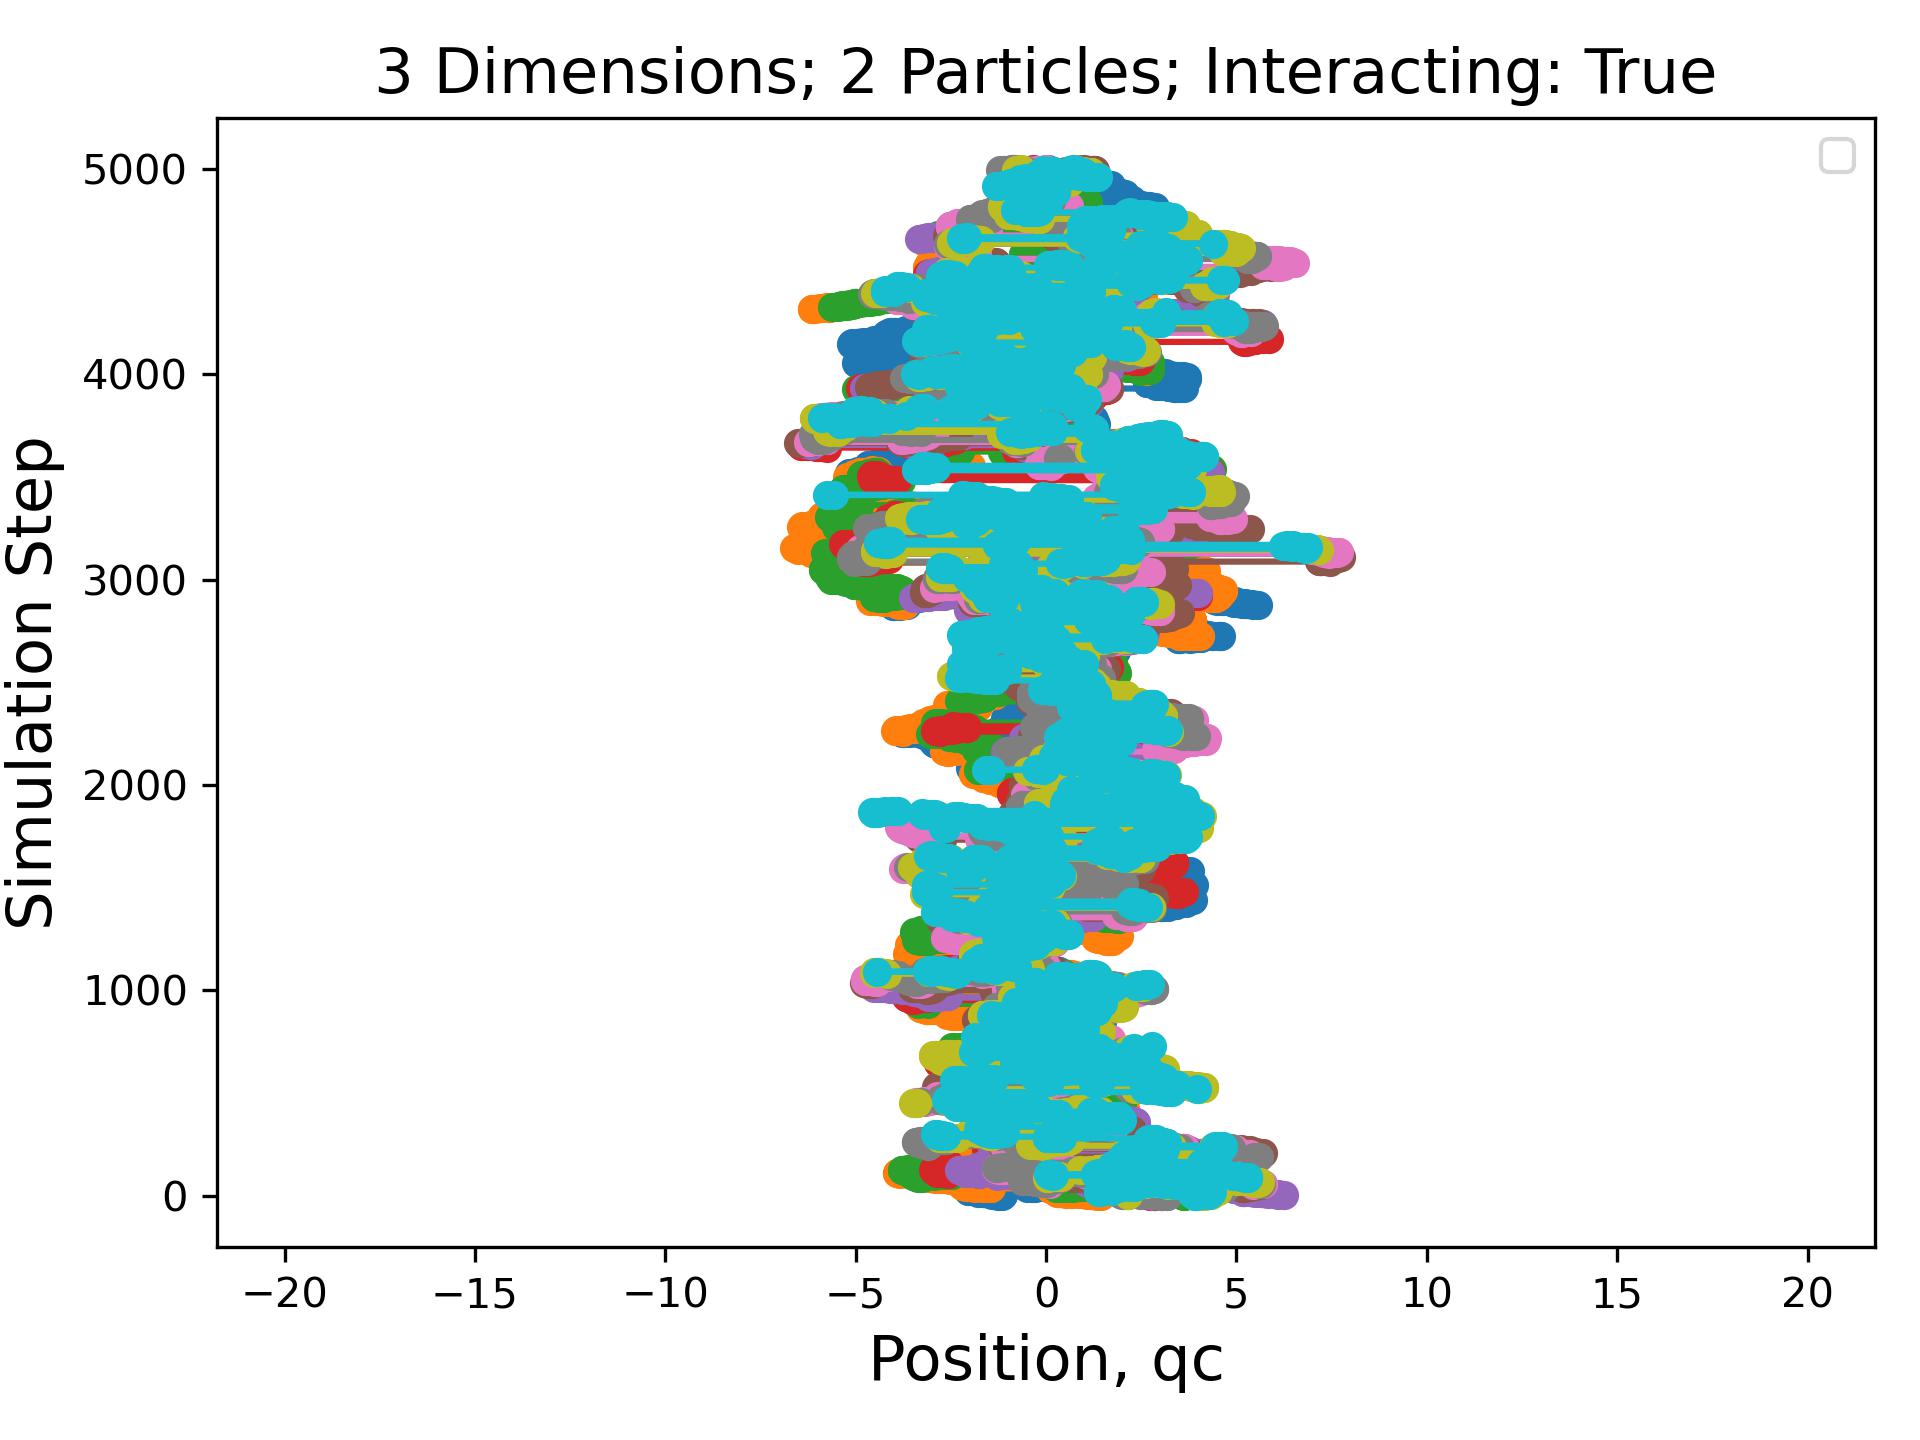 3 Dimensions; 2 Particles; Interacting: True
Simulation Step
5000
4000
3000
2000
1000
0
−20 −15 −10 −5 0 5 10 15 20
Position, qc